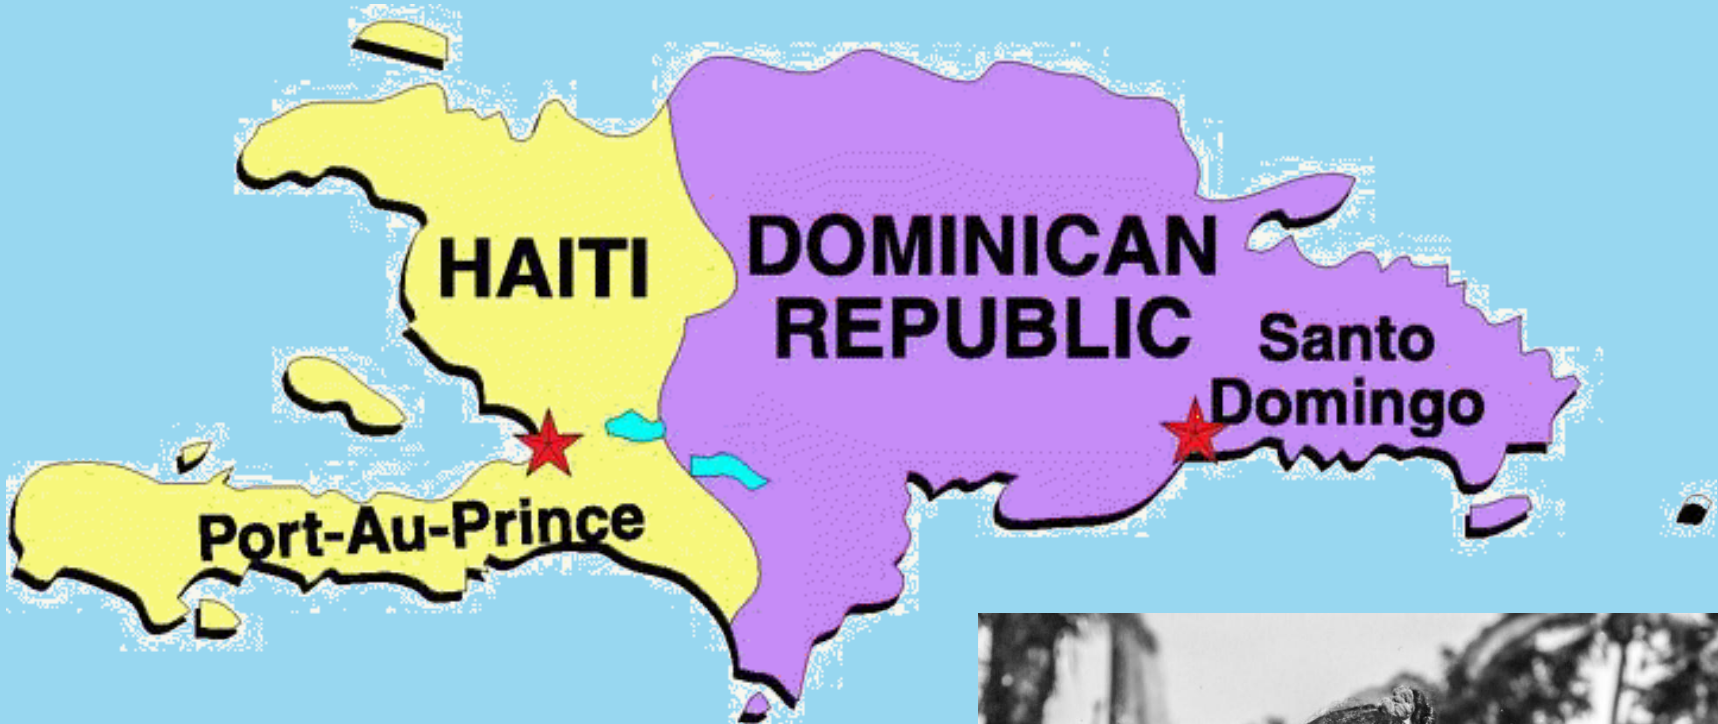 HAITI
DOMINICAN
REPUBLIC
Santo
Domingo
Port-Au-Prince